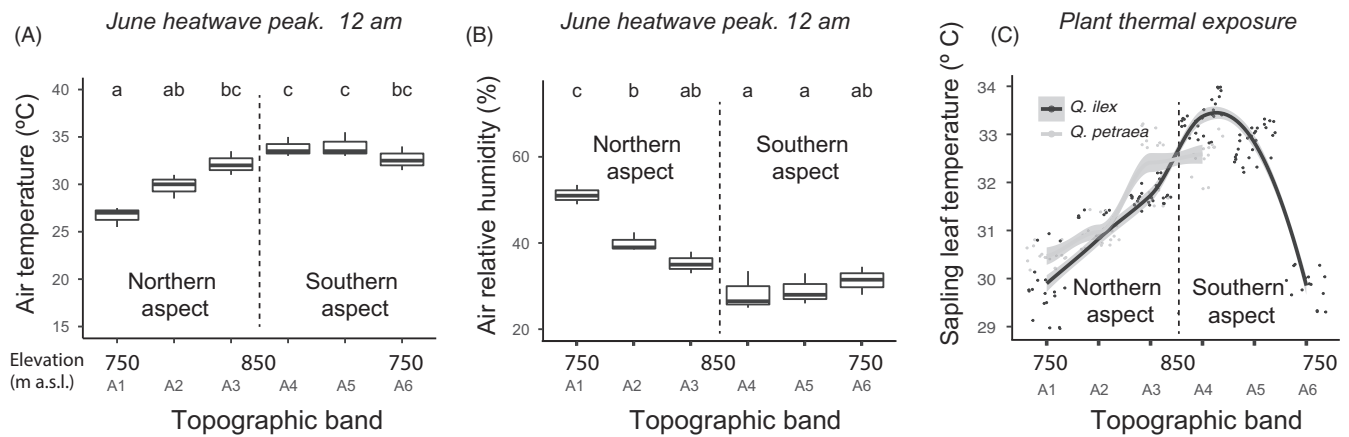 (A)
June heatwave peak. 12 am
Air temperature (ºC)
40
35
30
25
20
15
a ab bc c c bc
Northern
aspect
Southern
aspect
Elevation
(m a.s.l.)
750 850 750
A1 A2 A3 A4 A5 A6
Topographic band
(B)
June heatwave peak. 12 am
Air relative humidity (%)
60
40
20
c b ab a a ab
Northern
aspect
Southern
aspect
750 850 750
A1 A2 A3 A4 A5 A6
Topographic band
(C)
Plant thermal exposure
Sapling leaf temperature (º C)
34
33
32
31
30
29
Q. ilex
Q. petraea
Northern
aspect
Southern
aspect
750 850 750
A1 A2 A3 A4 A5 A6
Topographic band